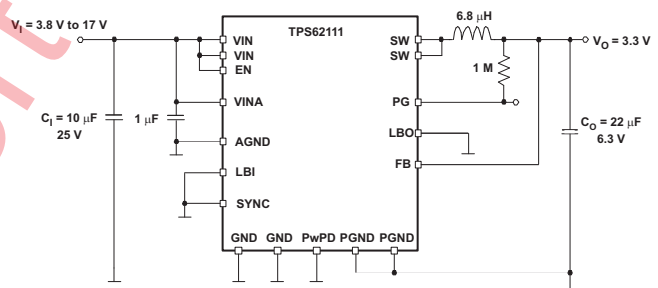 V_I = 3.8 V to 17 V
TPS62111
6.8 μH
VIN
SW
V_O = 3.3 V
VIN
SW
EN
1 M
VINA
PG
C_I = 10 μF
25 V
1 μF
LBO
C_O = 22 μF
6.3 V
AGND
FB
LBI
SYNC
GND GND PwPD PGND PGND